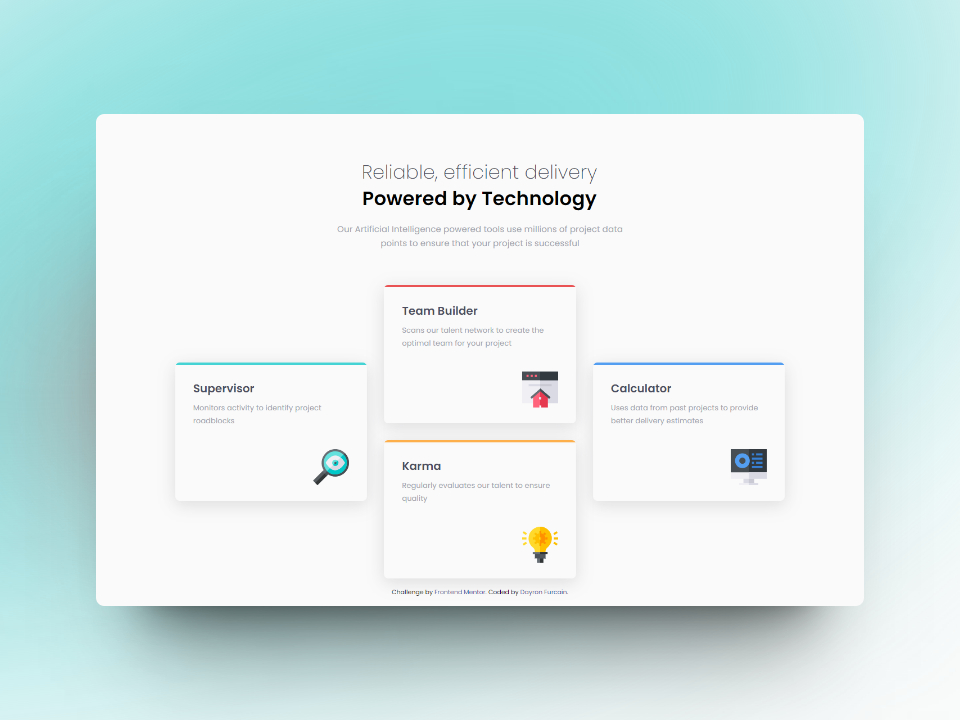 Reliable, efficient delivery
Powered by Technology
Our Artificial Intelligence powered tools use millions of project data
points to ensure that your project is successful
Team Builder
Scans our talent network to create the
optimal team for your project
Supervisor
Monitors activity to identify project
roadblocks
Calculator
Uses data from past projects to provide
better delivery estimates
Karma
Regularly evaluates our talent to ensure
quality
Challenge by Frontend Mentor. Coded by Dayron Furcain.